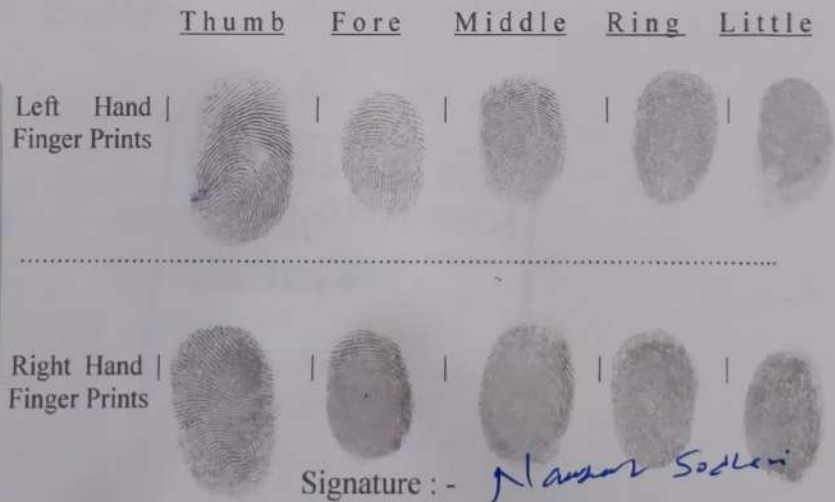 Thumb Fore Middle Ring Little
Left Hand | | | | |
Finger Prints
Right Hand | | | | |
Finger Prints
Signature : -